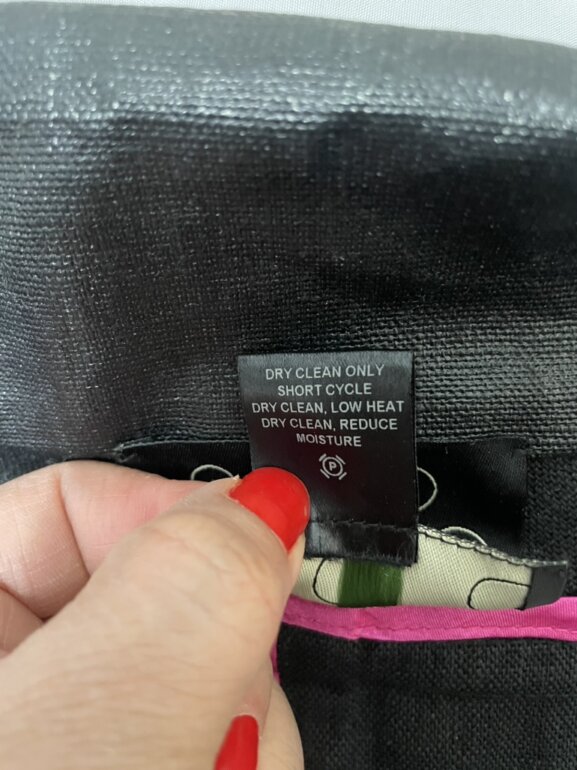 DRY CLEAN ONLY
SHORT CYCLE
DRY CLEAN, LOW HEAT
DRY CLEAN, REDUCE
MOISTURE
P